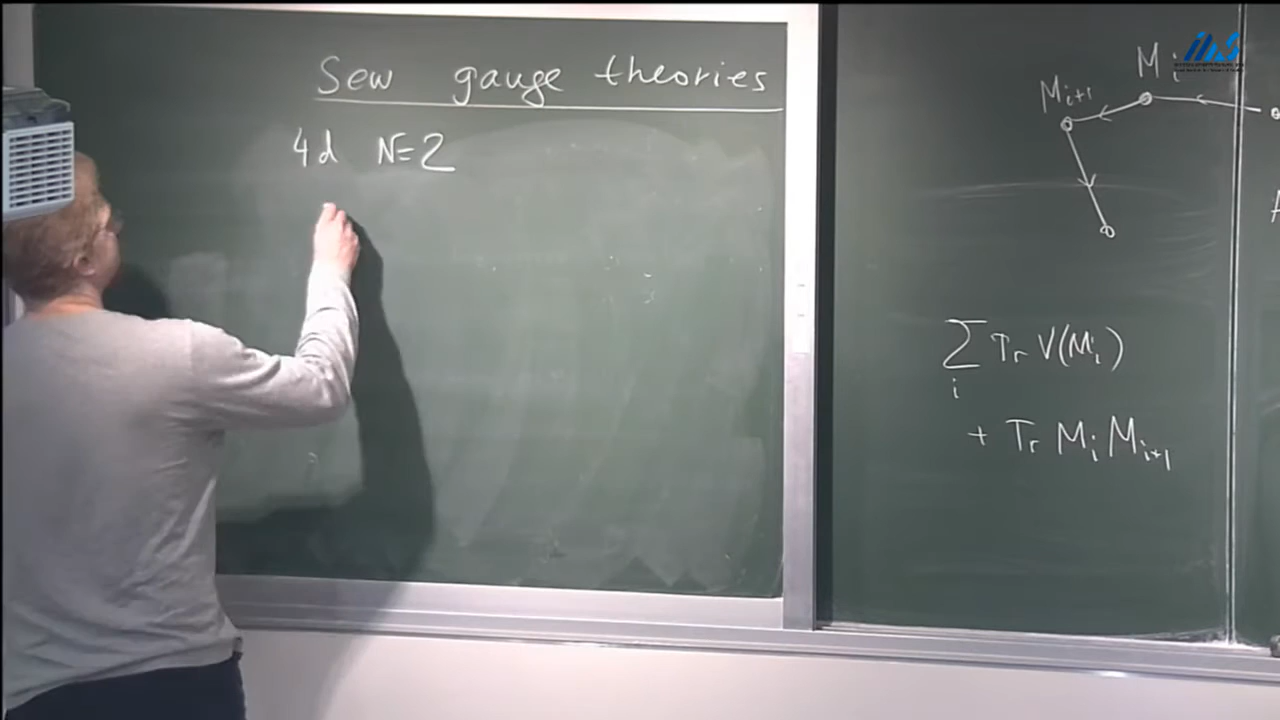 Sew gauge theories
4d N=2
M_{i+1} M_i
∑_i Tr V(M_i)
+ Tr M_i M_{i+1}